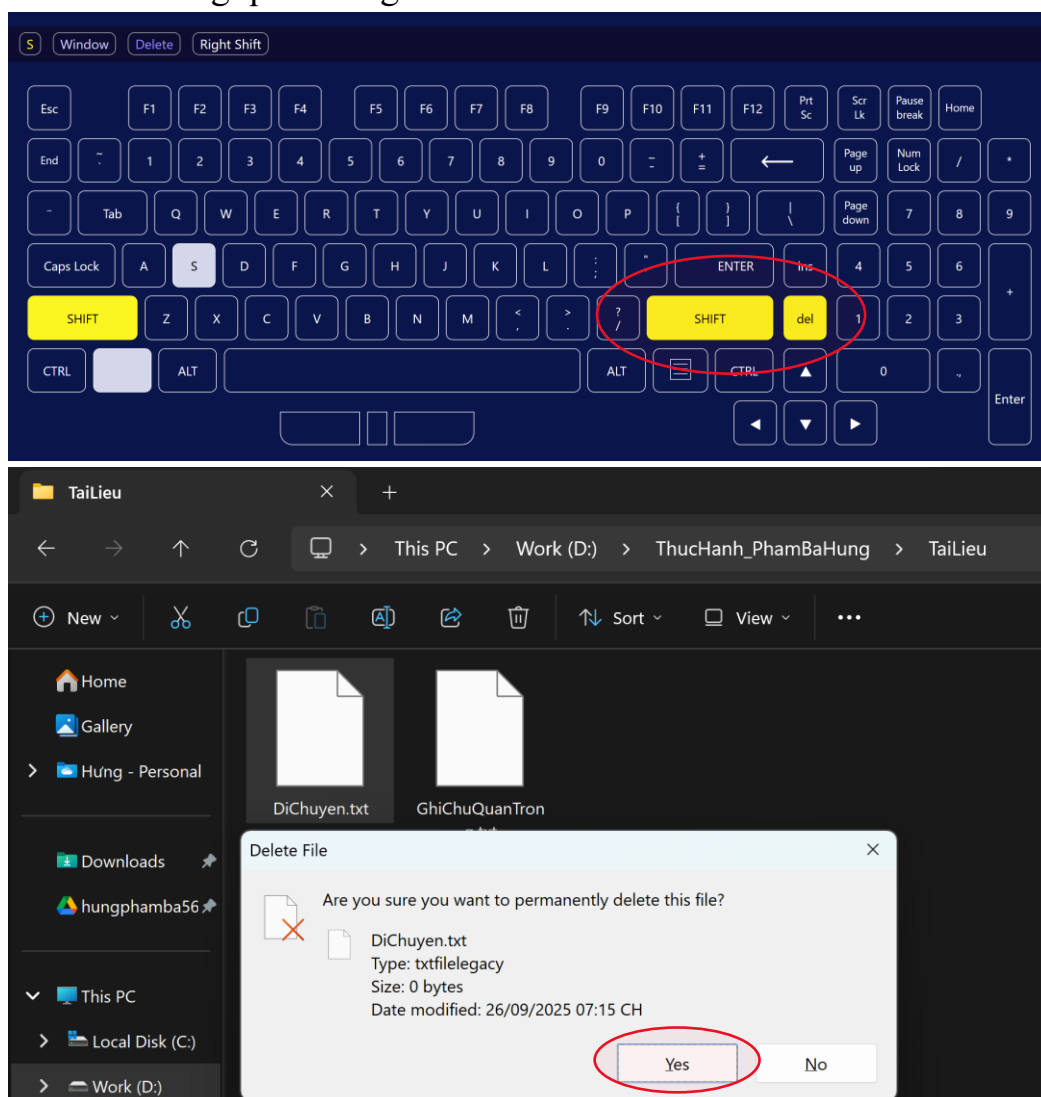 S Window Delete Right Shift
Esc F1 F2 F3 F4 F5 F6 F7 F8 F9 F10 F11 F12 Prt Sc Scr Lk Pause break Home
End ~ . 1 2 3 4 5 6 7 8 9 0 - - + = ← Page up Num Lock / *
- Tab Q W E R T Y U I O P { [ } ] | \ Page down 7 8 9
Caps Lock A S D F G H J K L : ; " ENTER Ins 4 5 6 +
SHIFT Z X C V B N M < , > . ? / SHIFT del 1 2 3
CTRL ALT ALT CTRL ▲ 0 ., Enter
◀ ▼ ▶
TaiLieu × +
This PC > Work (D:) > ThucHanh_PhamBaHung > TaiLieu
New Sort View •••
Home
Gallery
Hưng - Personal
DiChuyen.txt GhiChuQuanTron
Downloads
hungphamba56
This PC
Local Disk (C:)
Work (D:)
Delete File ×
Are you sure you want to permanently delete this file?
DiChuyen.txt
Type: txtfilelegacy
Size: 0 bytes
Date modified: 26/09/2025 07:15 CH
Yes No